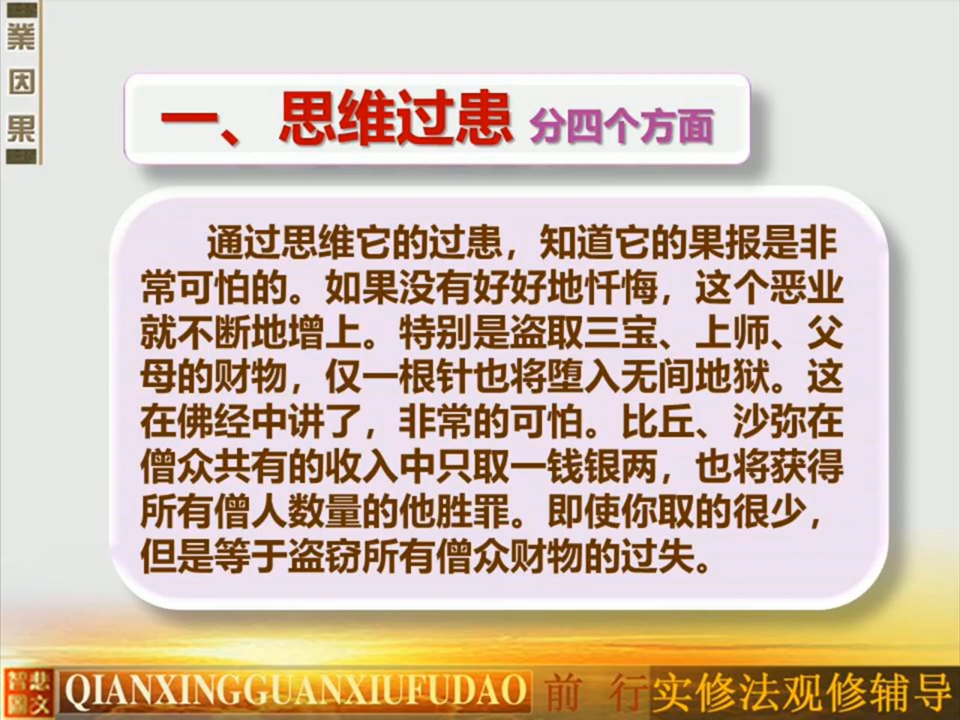 業因果
一、思维过患 分四个方面
通过思维它的过患，知道它的果报是非
常可怕的。如果没有好好地忏悔，这个恶业
就不断地增上。特别是盗取三宝、上师、父
母的财物，仅一根针也将堕入无间地狱。这
在佛经中讲了，非常的可怕。比丘、沙弥在
僧众共有的收入中只取一钱银两，也将获得
所有僧人数量的他胜罪。即使你取的很少，
但是等于盗窃所有僧众财物的过失。
QIANXINGGUANXIUFUDAO 前 行 实修法观修辅导